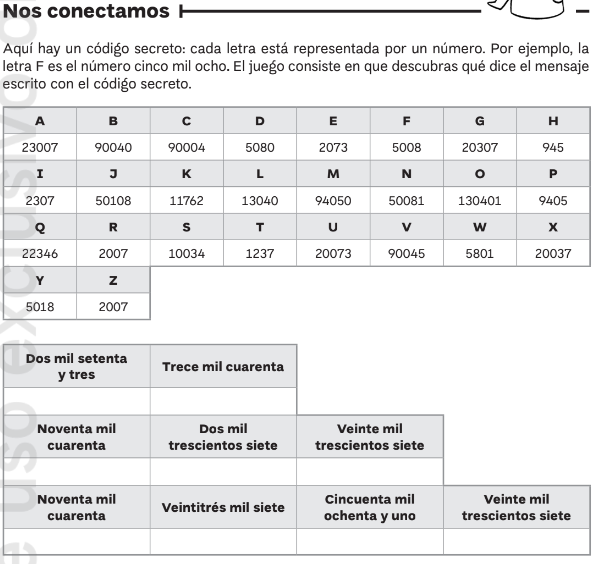 Nos conectamos
Aquí hay un código secreto: cada letra está representada por un número. Por ejemplo, la
letra F es el número cinco mil ocho. El juego consiste en que descubras qué dice el mensaje
escrito con el código secreto.
A B C D E F G H
23007 90040 90004 5080 2073 5008 20307 945
I J K L M N O P
2307 50108 11762 13040 94050 50081 130401 9405
Q R S T U V W X
22346 2007 10034 1237 20073 90045 5801 20037
Y Z
5018 2007
Dos mil setenta
y tres
Trece mil cuarenta
Noventa mil
cuarenta
Dos mil
trescientos siete
Veinte mil
trescientos siete
Noventa mil
cuarenta
Veintitrés mil siete
Cincuenta mil
ochenta y uno
Veinte mil
trescientos siete
uso exclusivo